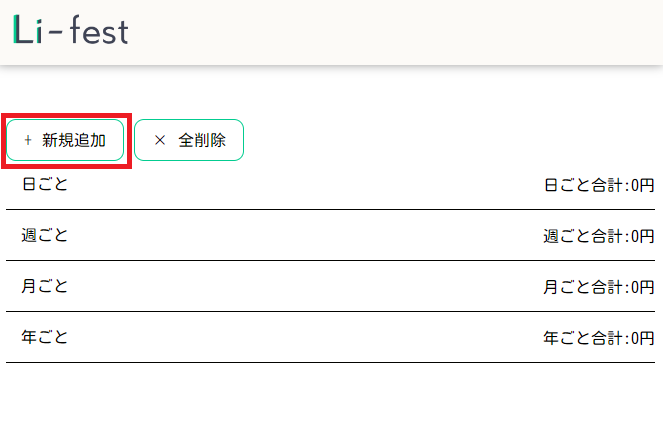 Li-fest
+ 新規追加 × 全削除
日ごと 日ごと合計:0円
週ごと 週ごと合計:0円
月ごと 月ごと合計:0円
年ごと 年ごと合計:0円